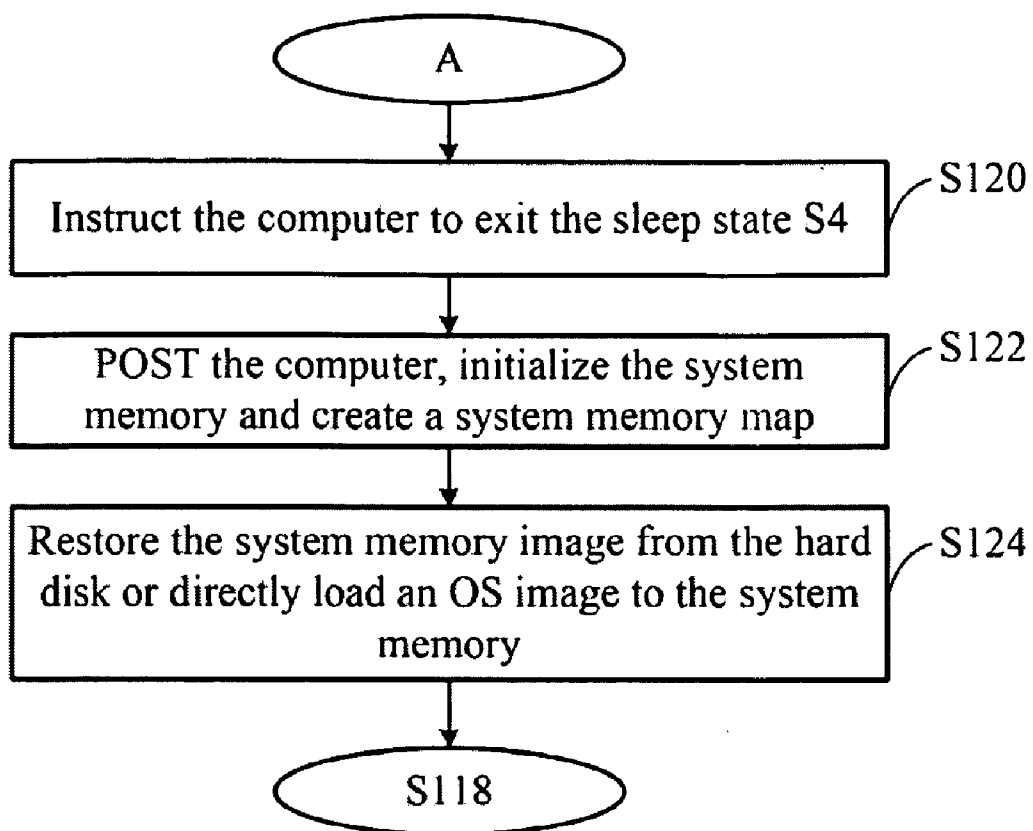 A
S120
Instruct the computer to exit the sleep state S4
S122
POST the computer, initialize the system
memory and create a system memory map
S124
Restore the system memory image from the hard
disk or directly load an OS image to the system
memory
S118